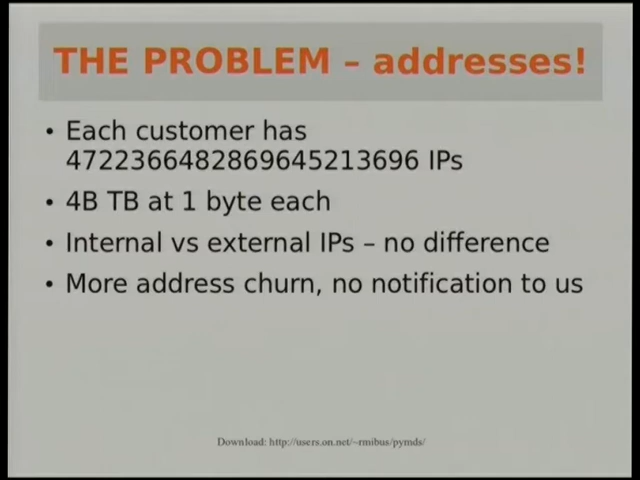 THE PROBLEM – addresses!
• Each customer has
4722366482869645213696 IPs
• 4B TB at 1 byte each
• Internal vs external IPs – no difference
• More address churn, no notification to us
Download: http://users.on.net/~rmibus/pymds/